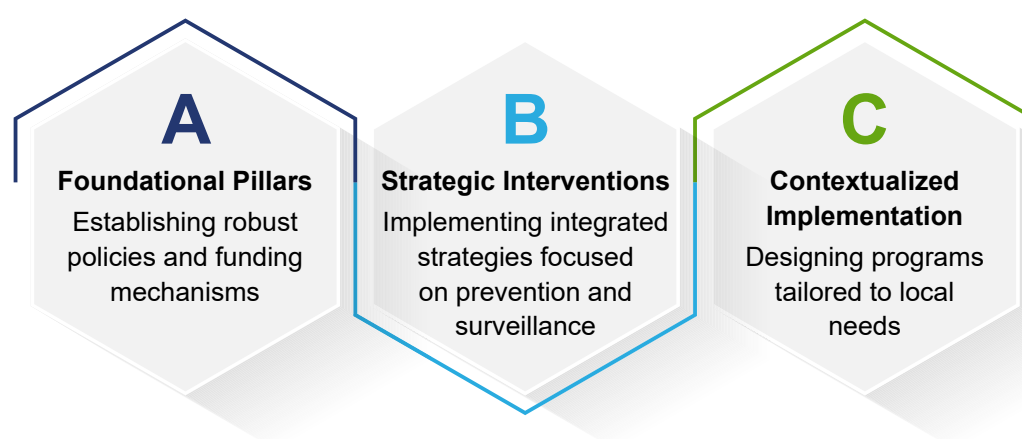 A
Foundational Pillars
Establishing robust
policies and funding
mechanisms
B
Strategic Interventions
Implementing integrated
strategies focused
on prevention and
surveillance
C
Contextualized
Implementation
Designing programs
tailored to local
needs